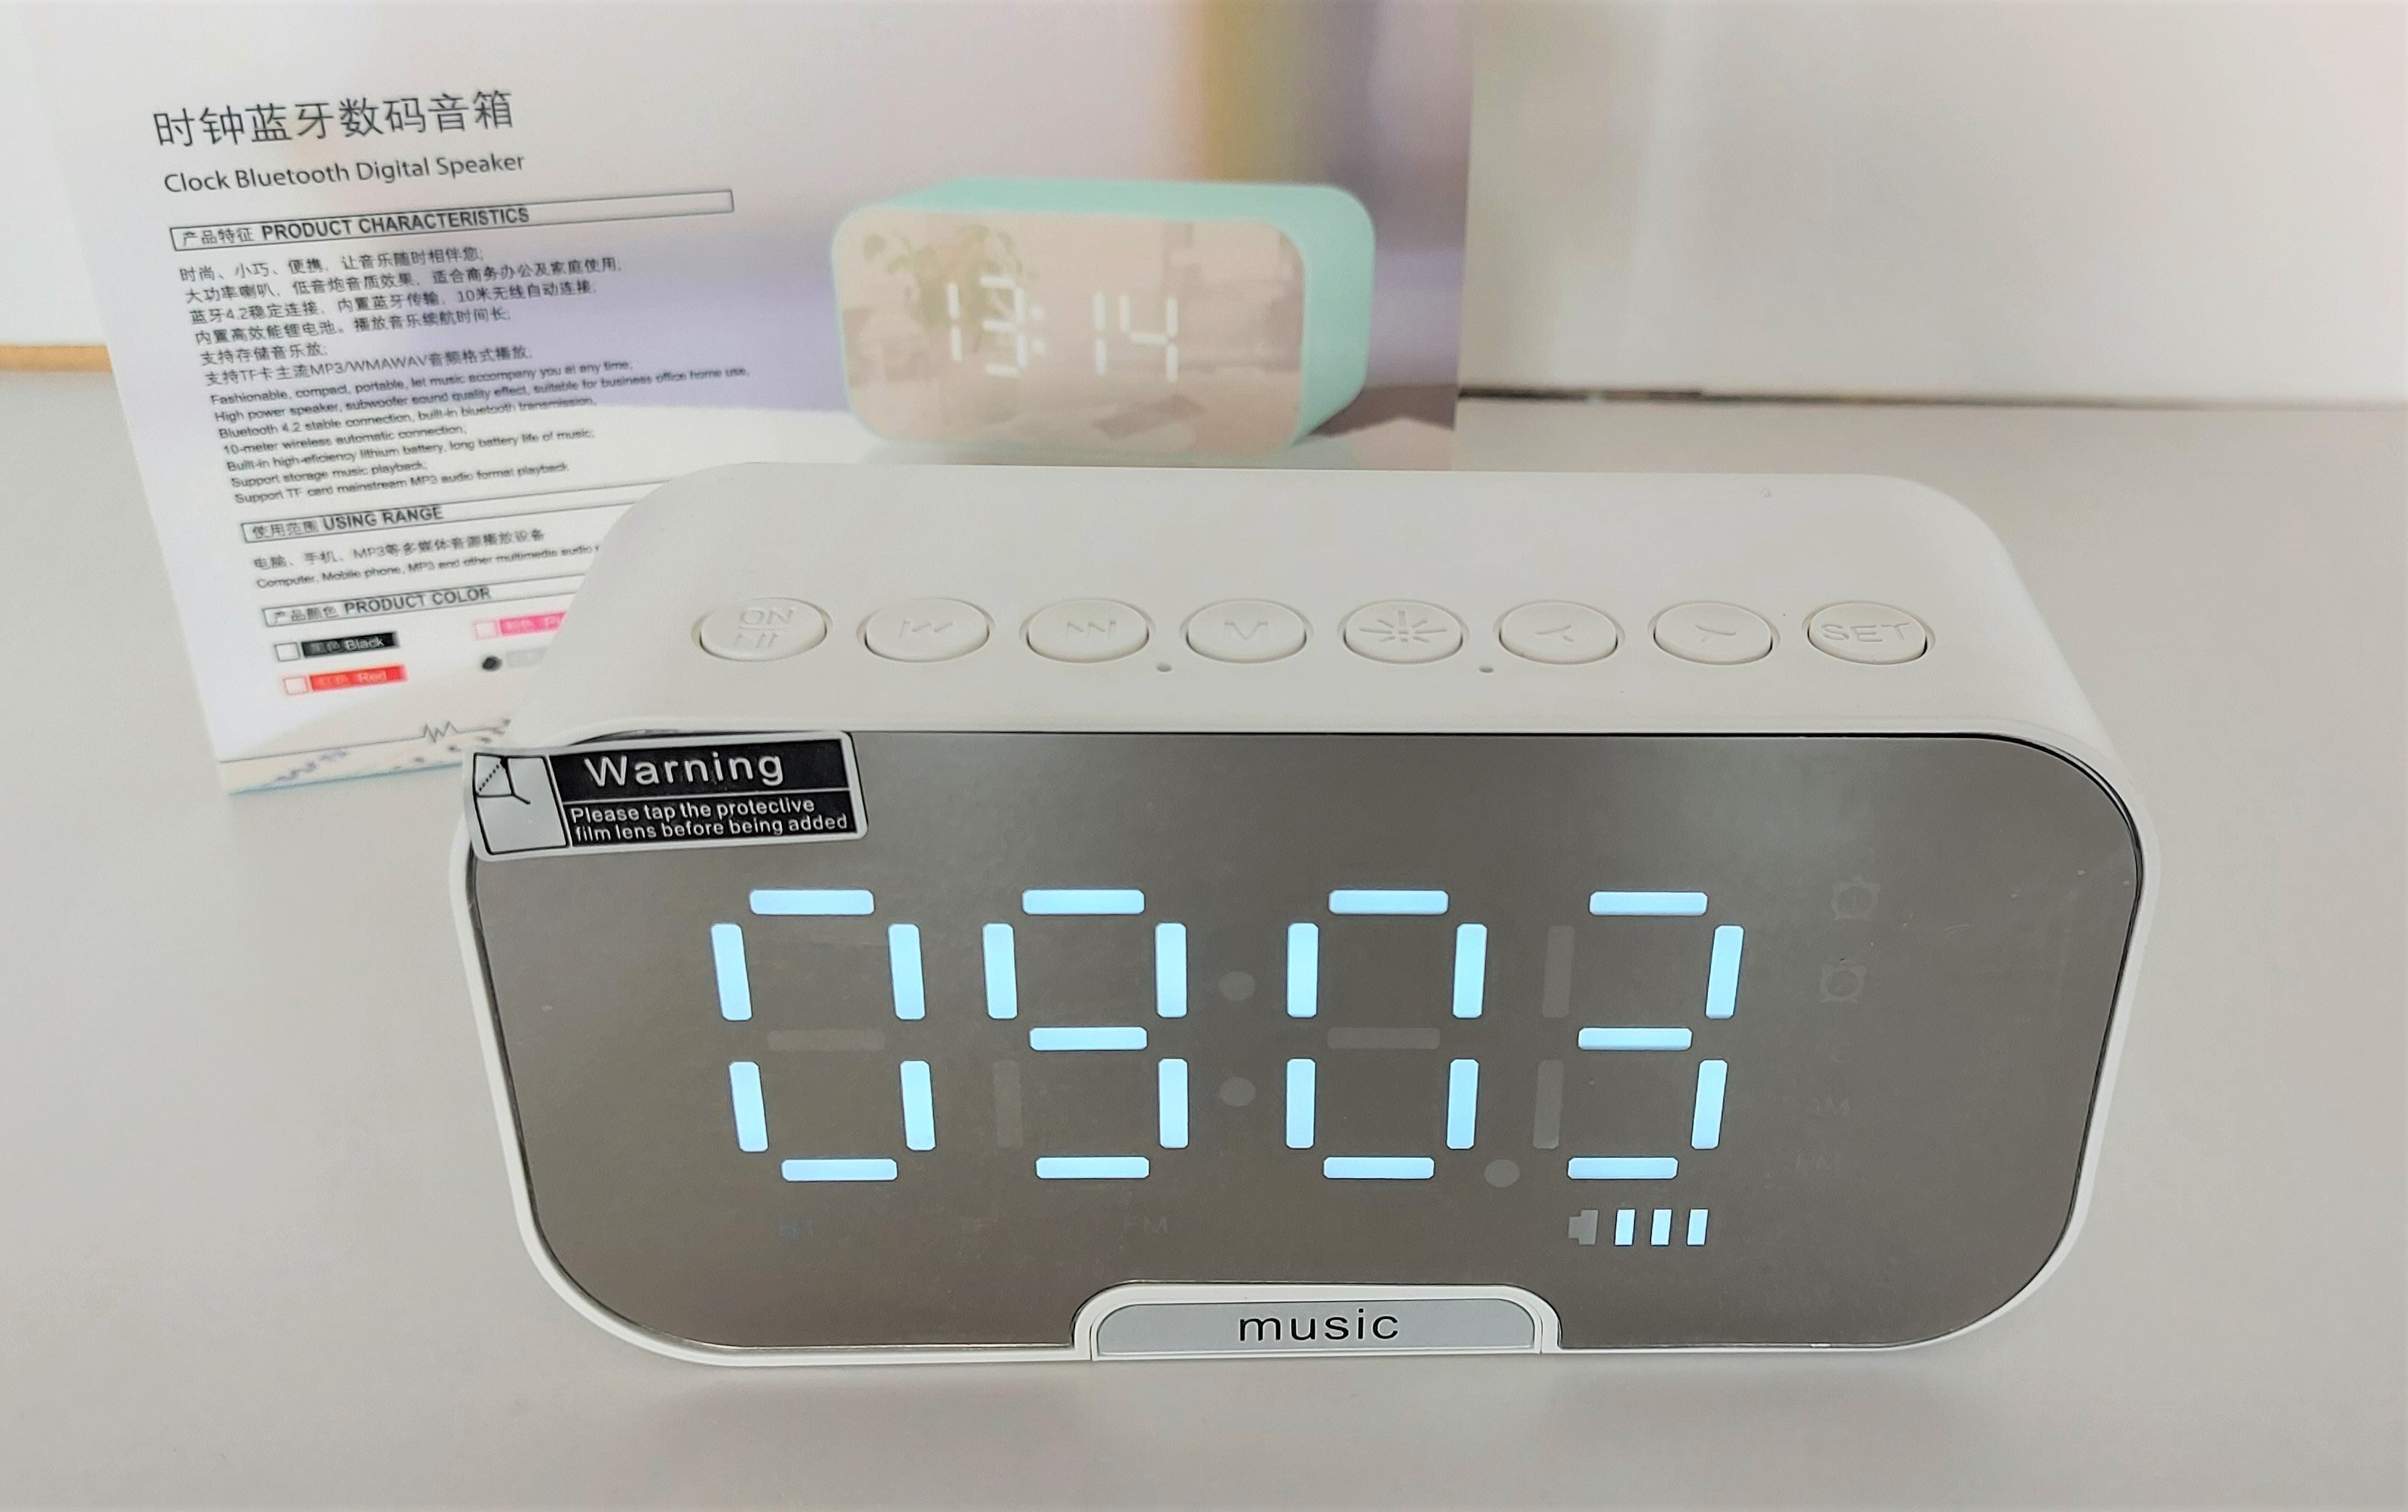 时钟蓝牙数码音箱
Clock Bluetooth Digital Speaker
产品特征 PRODUCT CHARACTERISTICS
时尚、小巧、便携，让音乐随时相伴您;
大功率喇叭，低音炮音质效果，适合商务办公及家庭使用;
蓝牙4.2稳定连接，内置蓝牙传输，10米无线自动连接;
内置高效能锂电池。播放音乐续航时间长;
支持存储音乐放;
支持TF卡主流MP3/WMAWAV音频格式播放.
Fashionable, compact, portable, let music accompany you at any time;
High power speaker, subwoofer sound quality effect, suitable for business office home use,
Bluetooth 4.2 stable connection, built-in bluetooth transmission,
10-meter wireless automatic connection;
Built-in high-eficiency lithium battery, long battery life of music;
Support storage music playback;
Support TF card mainstream MP3 audio format playback
使用范围 USING RANGE
电脑、手机、MP3等多媒体音源播放设备
Computer, Mobile phone, MP3 and other multimedia audio
产品颜色 PRODUCT COLOR
黑色 Black
粉色
红色 Red
13:14
ON
SET
Warning
Please tap the protective
film lens before being added
09 03
BT FM
music